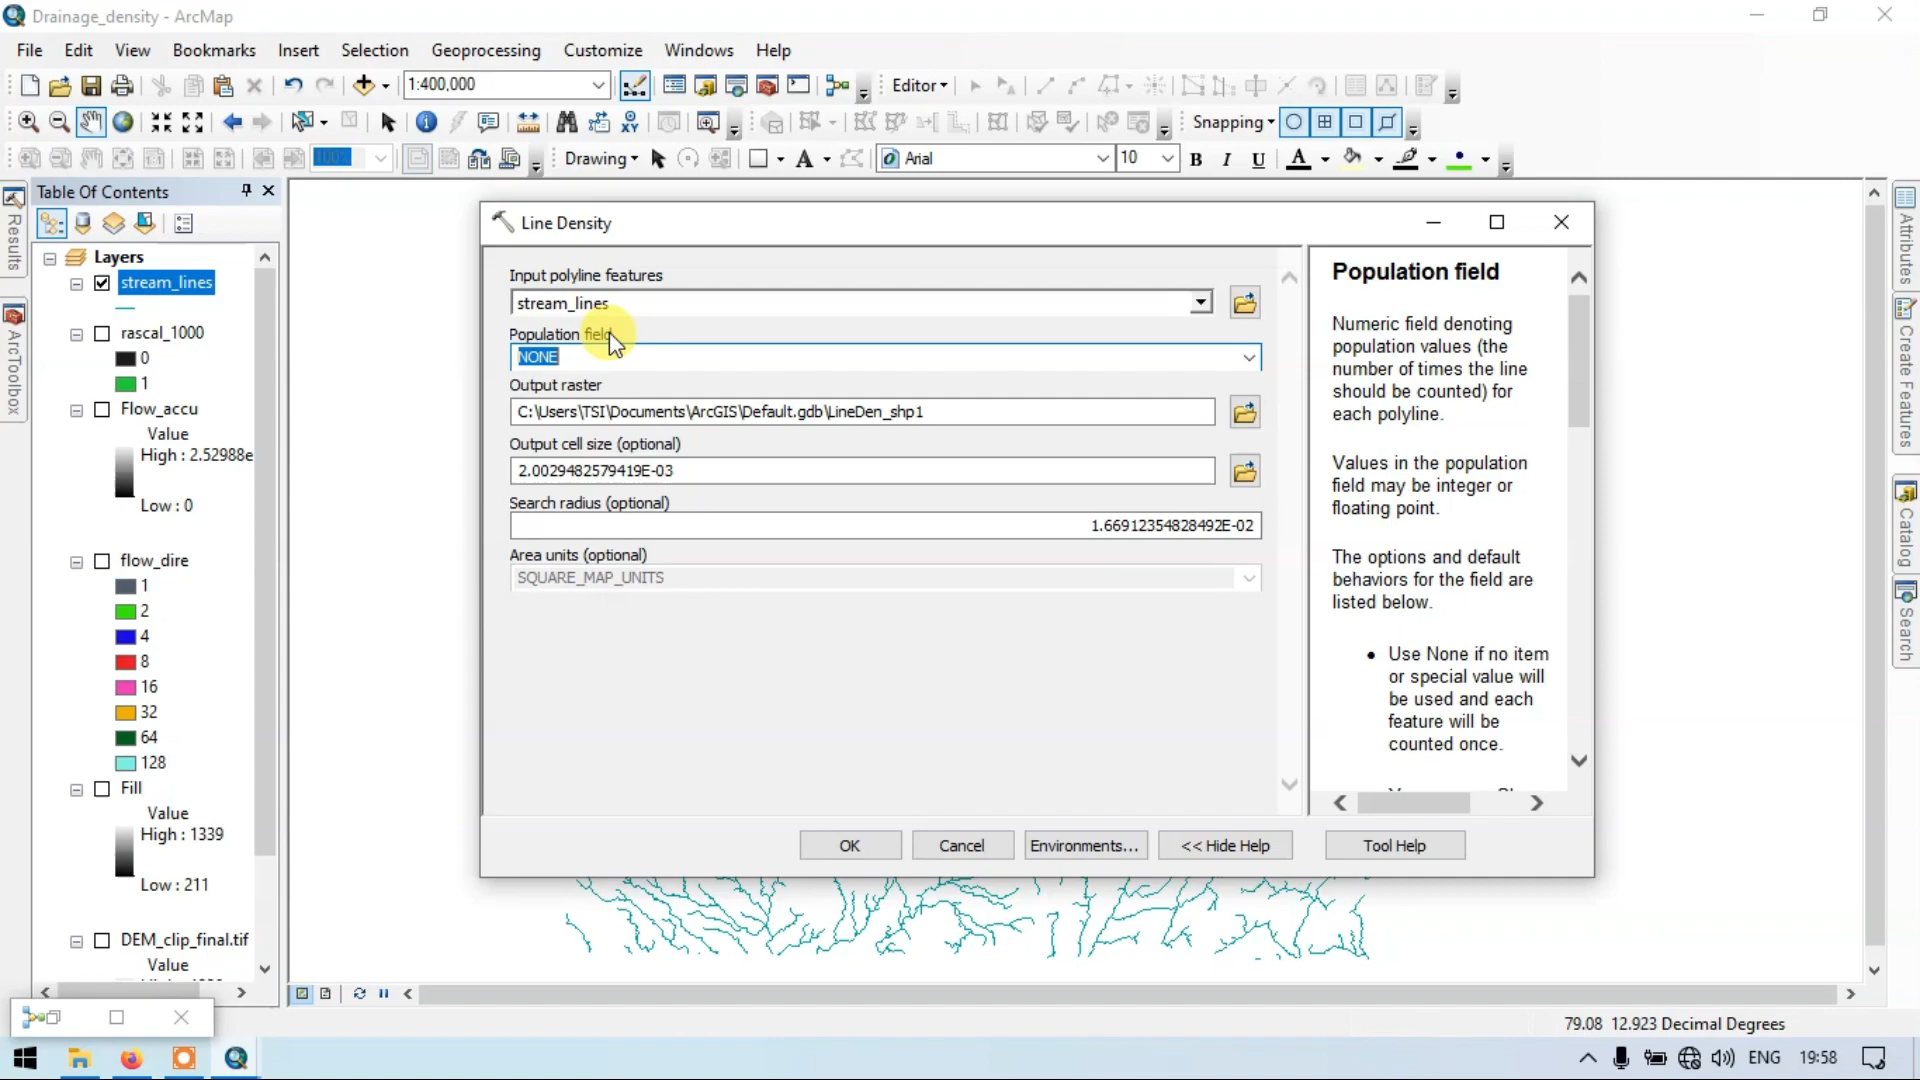 Drainage_density - ArcMap
File Edit View Bookmarks Insert Selection Geoprocessing Customize Windows Help
1:400,000
Editor
Snapping
100%
Drawing
Arial
10
B I U A
Results
ArcToolbox
Table Of Contents
Layers
stream_lines
rascal_1000
0
1
Flow_accu
Value
High : 2.52988e
Low : 0
flow_dire
1
2
4
8
16
32
64
128
Fill
Value
High : 1339
Low : 211
DEM_clip_final.tif
Value
Line Density
Input polyline features
stream_lines
Population field
NONE
Output raster
C:\Users\TSI\Documents\ArcGIS\Default.gdb\LineDen_shp1
Output cell size (optional)
2.0029482579419E-03
Search radius (optional)
1.66912354828492E-02
Area units (optional)
SQUARE_MAP_UNITS
OK
Cancel
Environments...
<< Hide Help
Tool Help
Population field
Numeric field denoting
population values (the
number of times the line
should be counted) for
each polyline.
Values in the population
field may be integer or
floating point.
The options and default
behaviors for the field are
listed below.
• Use None if no item
or special value will
be used and each
feature will be
counted once.
Attributes
Create Features
Catalog
Search
79.08 12.923 Decimal Degrees
ENG
19:58